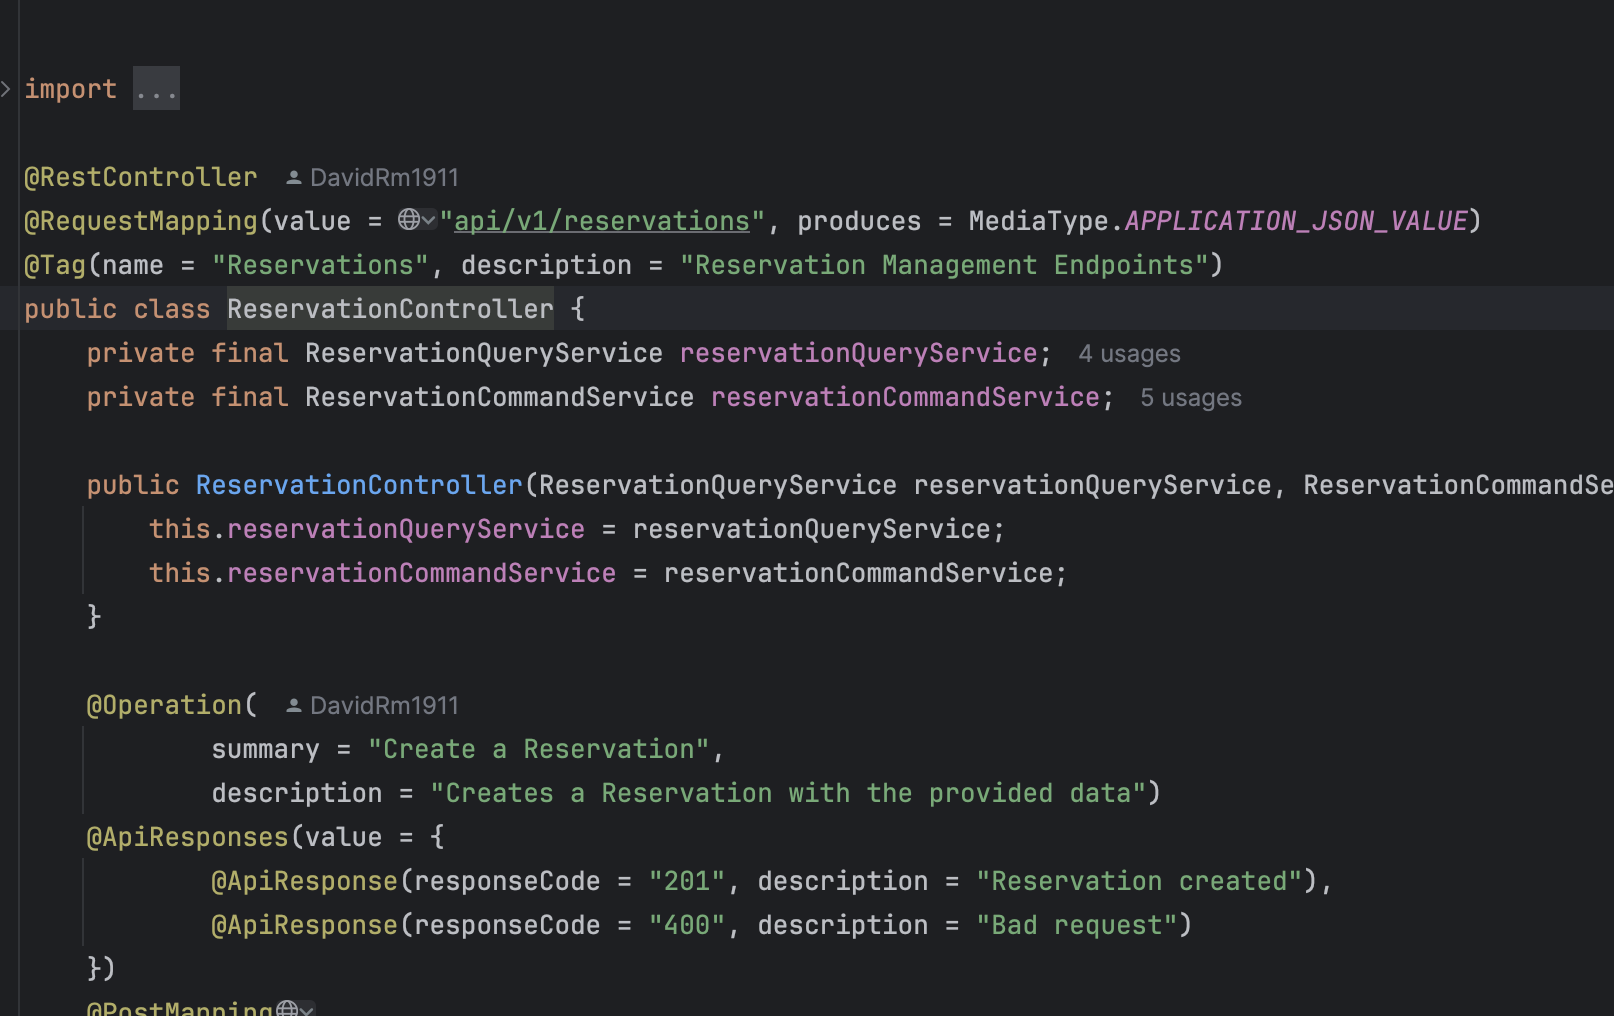 import ...
@RestController DavidRm1911
@RequestMapping(value = "api/v1/reservations", produces = MediaType.APPLICATION_JSON_VALUE)
@Tag(name = "Reservations", description = "Reservation Management Endpoints")
public class ReservationController {
private final ReservationQueryService reservationQueryService; 4 usages
private final ReservationCommandService reservationCommandService; 5 usages
public ReservationController(ReservationQueryService reservationQueryService, ReservationCommandSe
this.reservationQueryService = reservationQueryService;
this.reservationCommandService = reservationCommandService;
}
@Operation( DavidRm1911
summary = "Create a Reservation",
description = "Creates a Reservation with the provided data")
@ApiResponses(value = {
@ApiResponse(responseCode = "201", description = "Reservation created"),
@ApiResponse(responseCode = "400", description = "Bad request")
})
@PostMapping